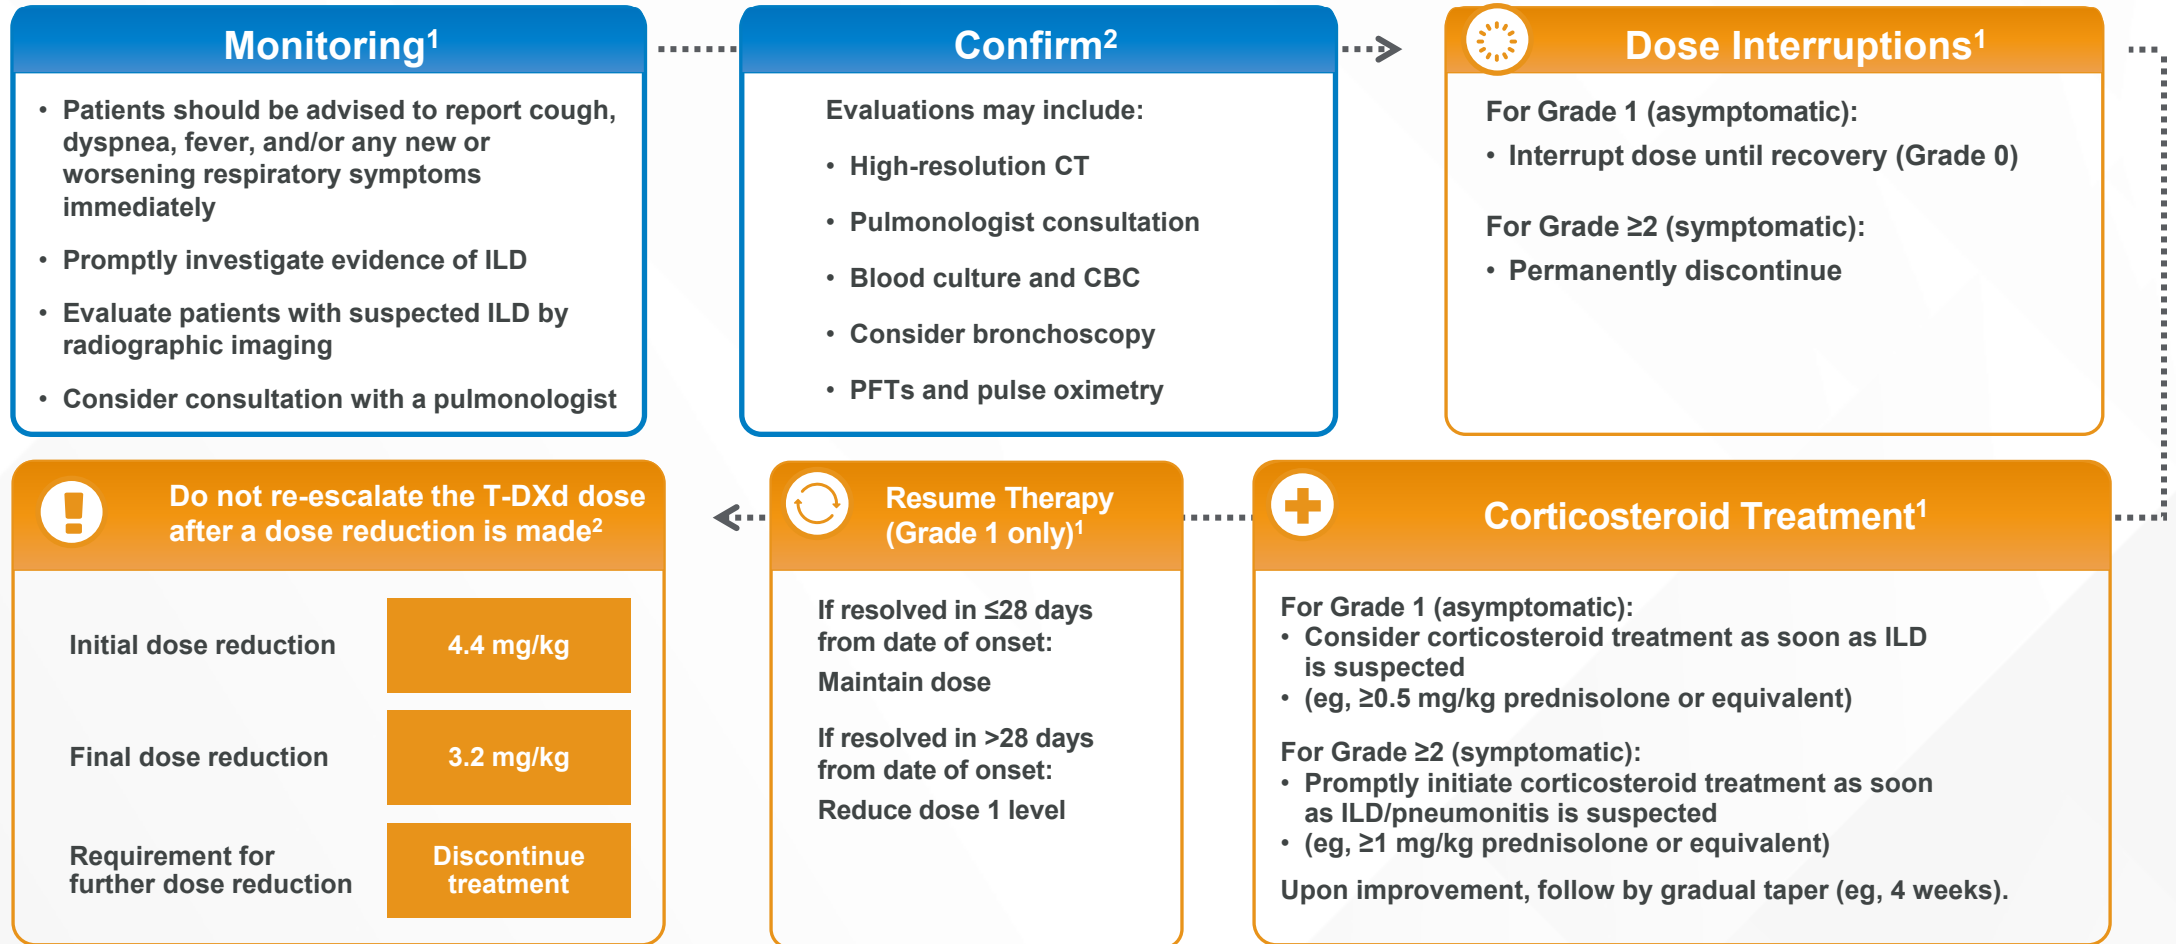 Monitoring1
• Patients should be advised to report cough,
dyspnea, fever, and/or any new or
worsening respiratory symptoms
immediately
• Promptly investigate evidence of ILD
• Evaluate patients with suspected ILD by
radiographic imaging
• Consider consultation with a pulmonologist
Confirm2
Evaluations may include:
• High-resolution CT
• Pulmonologist consultation
• Blood culture and CBC
• Consider bronchoscopy
• PFTs and pulse oximetry
Dose Interruptions1
For Grade 1 (asymptomatic):
• Interrupt dose until recovery (Grade 0)
For Grade ≥2 (symptomatic):
• Permanently discontinue
Corticosteroid Treatment1
For Grade 1 (asymptomatic):
• Consider corticosteroid treatment as soon as ILD
is suspected
• (eg, ≥0.5 mg/kg prednisolone or equivalent)
For Grade ≥2 (symptomatic):
• Promptly initiate corticosteroid treatment as soon
as ILD/pneumonitis is suspected
• (eg, ≥1 mg/kg prednisolone or equivalent)
Upon improvement, follow by gradual taper (eg, 4 weeks).
Resume Therapy
(Grade 1 only)1
If resolved in ≤28 days
from date of onset:
Maintain dose
If resolved in >28 days
from date of onset:
Reduce dose 1 level
Do not re-escalate the T-DXd dose
after a dose reduction is made2
Initial dose reduction
4.4 mg/kg
Final dose reduction
3.2 mg/kg
Requirement for
further dose reduction
Discontinue
treatment